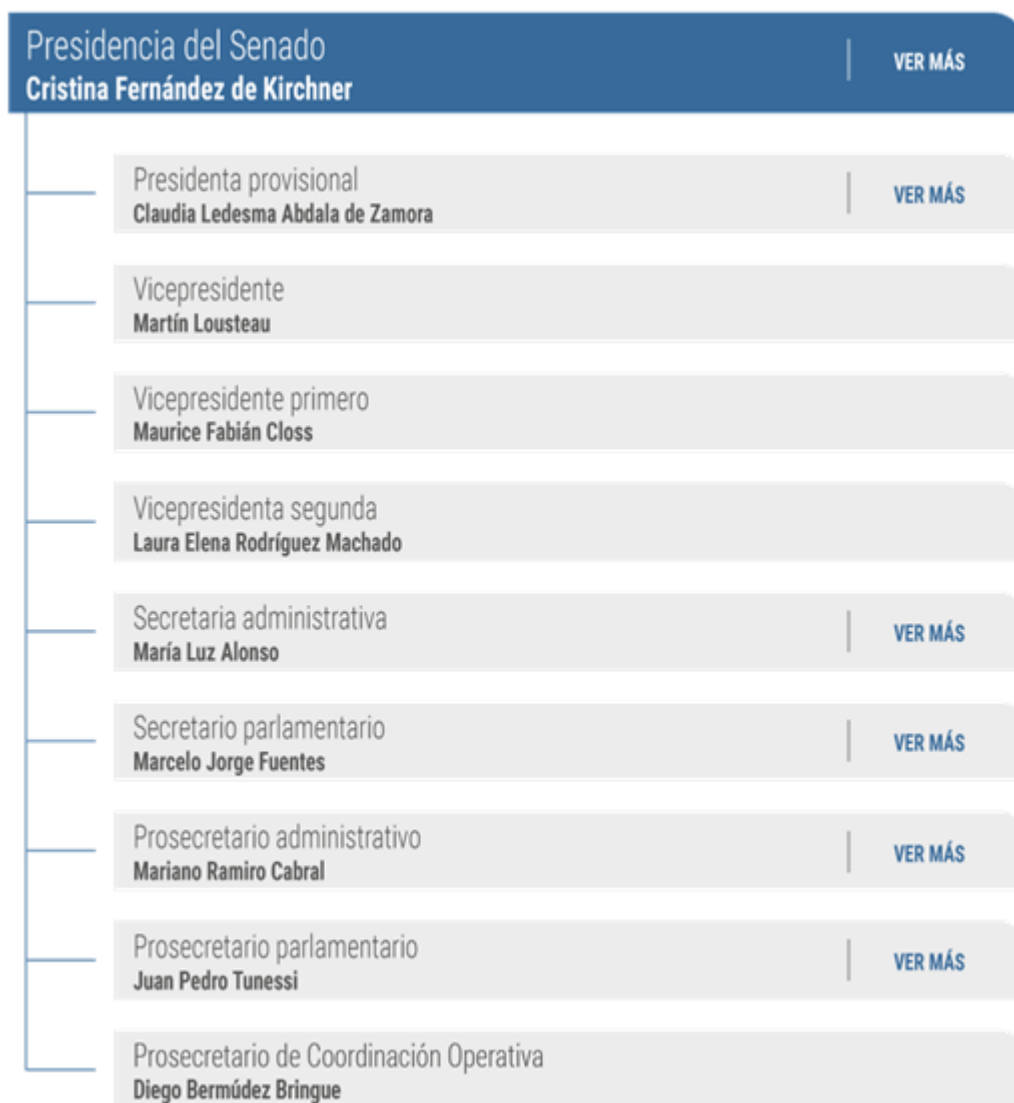 Presidencia del Senado
Cristina Fernández de Kirchner
VER MÁS
Presidenta provisional
Claudia Ledesma Abdala de Zamora
VER MÁS
Vicepresidente
Martín Lousteau
Vicepresidente primero
Maurice Fabián Closs
Vicepresidenta segunda
Laura Elena Rodríguez Machado
Secretaria administrativa
María Luz Alonso
VER MÁS
Secretario parlamentario
Marcelo Jorge Fuentes
VER MÁS
Prosecretario administrativo
Mariano Ramiro Cabral
VER MÁS
Prosecretario parlamentario
Juan Pedro Tunessi
VER MÁS
Prosecretario de Coordinación Operativa
Diego Bermúdez Bringue